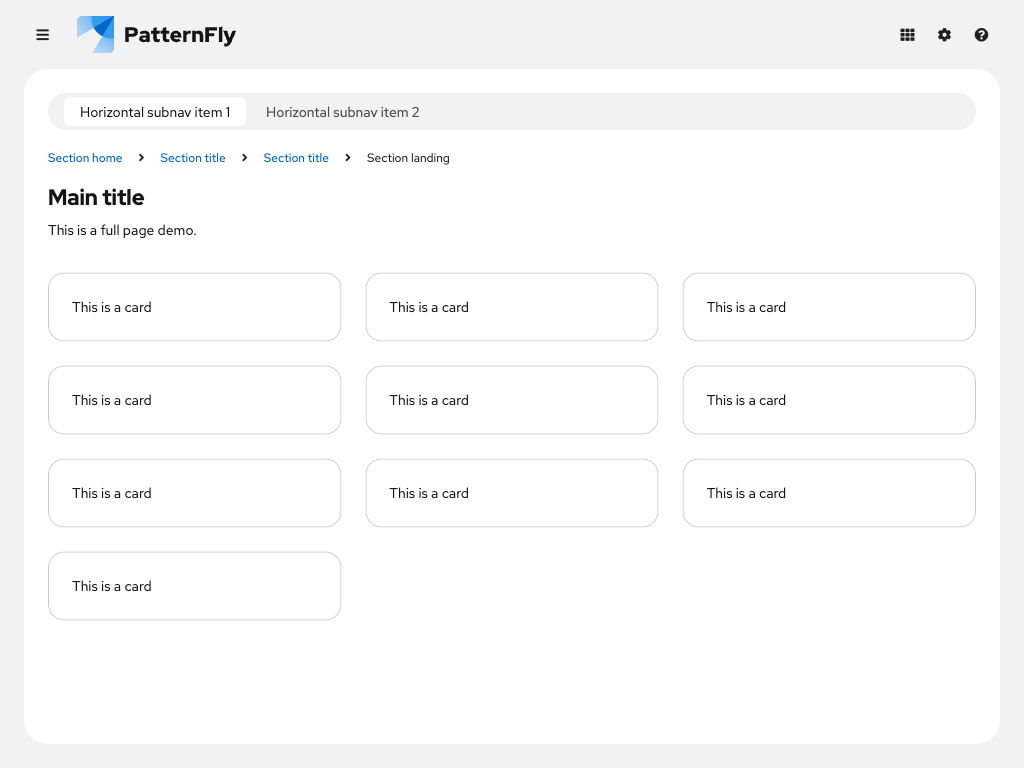 PatternFly
Horizontal subnav item 1 Horizontal subnav item 2
Section home Section title Section title Section landing
Main title
This is a full page demo.
This is a card This is a card This is a card
This is a card This is a card This is a card
This is a card This is a card This is a card
This is a card